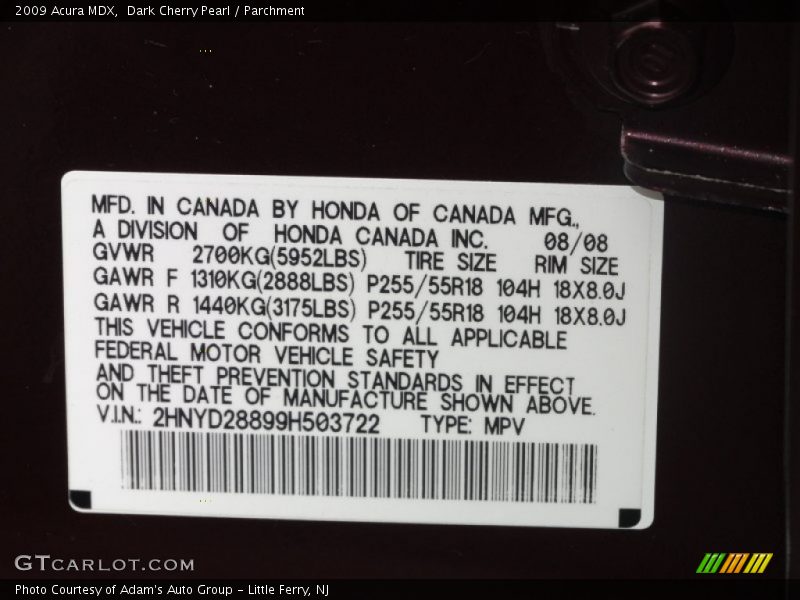 2009 Acura MDX,  Dark Cherry Pearl / Parchment
MFD. IN CANADA BY HONDA OF CANADA MFG.,
A DIVISION OF HONDA CANADA INC. 08/08
GVWR 2700KG(5952LBS) TIRE SIZE RIM SIZE
GAWR F 1310KG(2888LBS) P255/55R18 104H 18X8.0J
GAWR R 1440KG(3175LBS) P255/55R18 104H 18X8.0J
THIS VEHICLE CONFORMS TO ALL APPLICABLE
FEDERAL MOTOR VEHICLE SAFETY
AND THEFT PREVENTION STANDARDS IN EFFECT
ON THE DATE OF MANUFACTURE SHOWN ABOVE.
V.I.N.: 2HNYD28899H503722 TYPE: MPV
GTCARLOT.COM
Photo Courtesy of Adam's Auto Group - Little Ferry, NJ